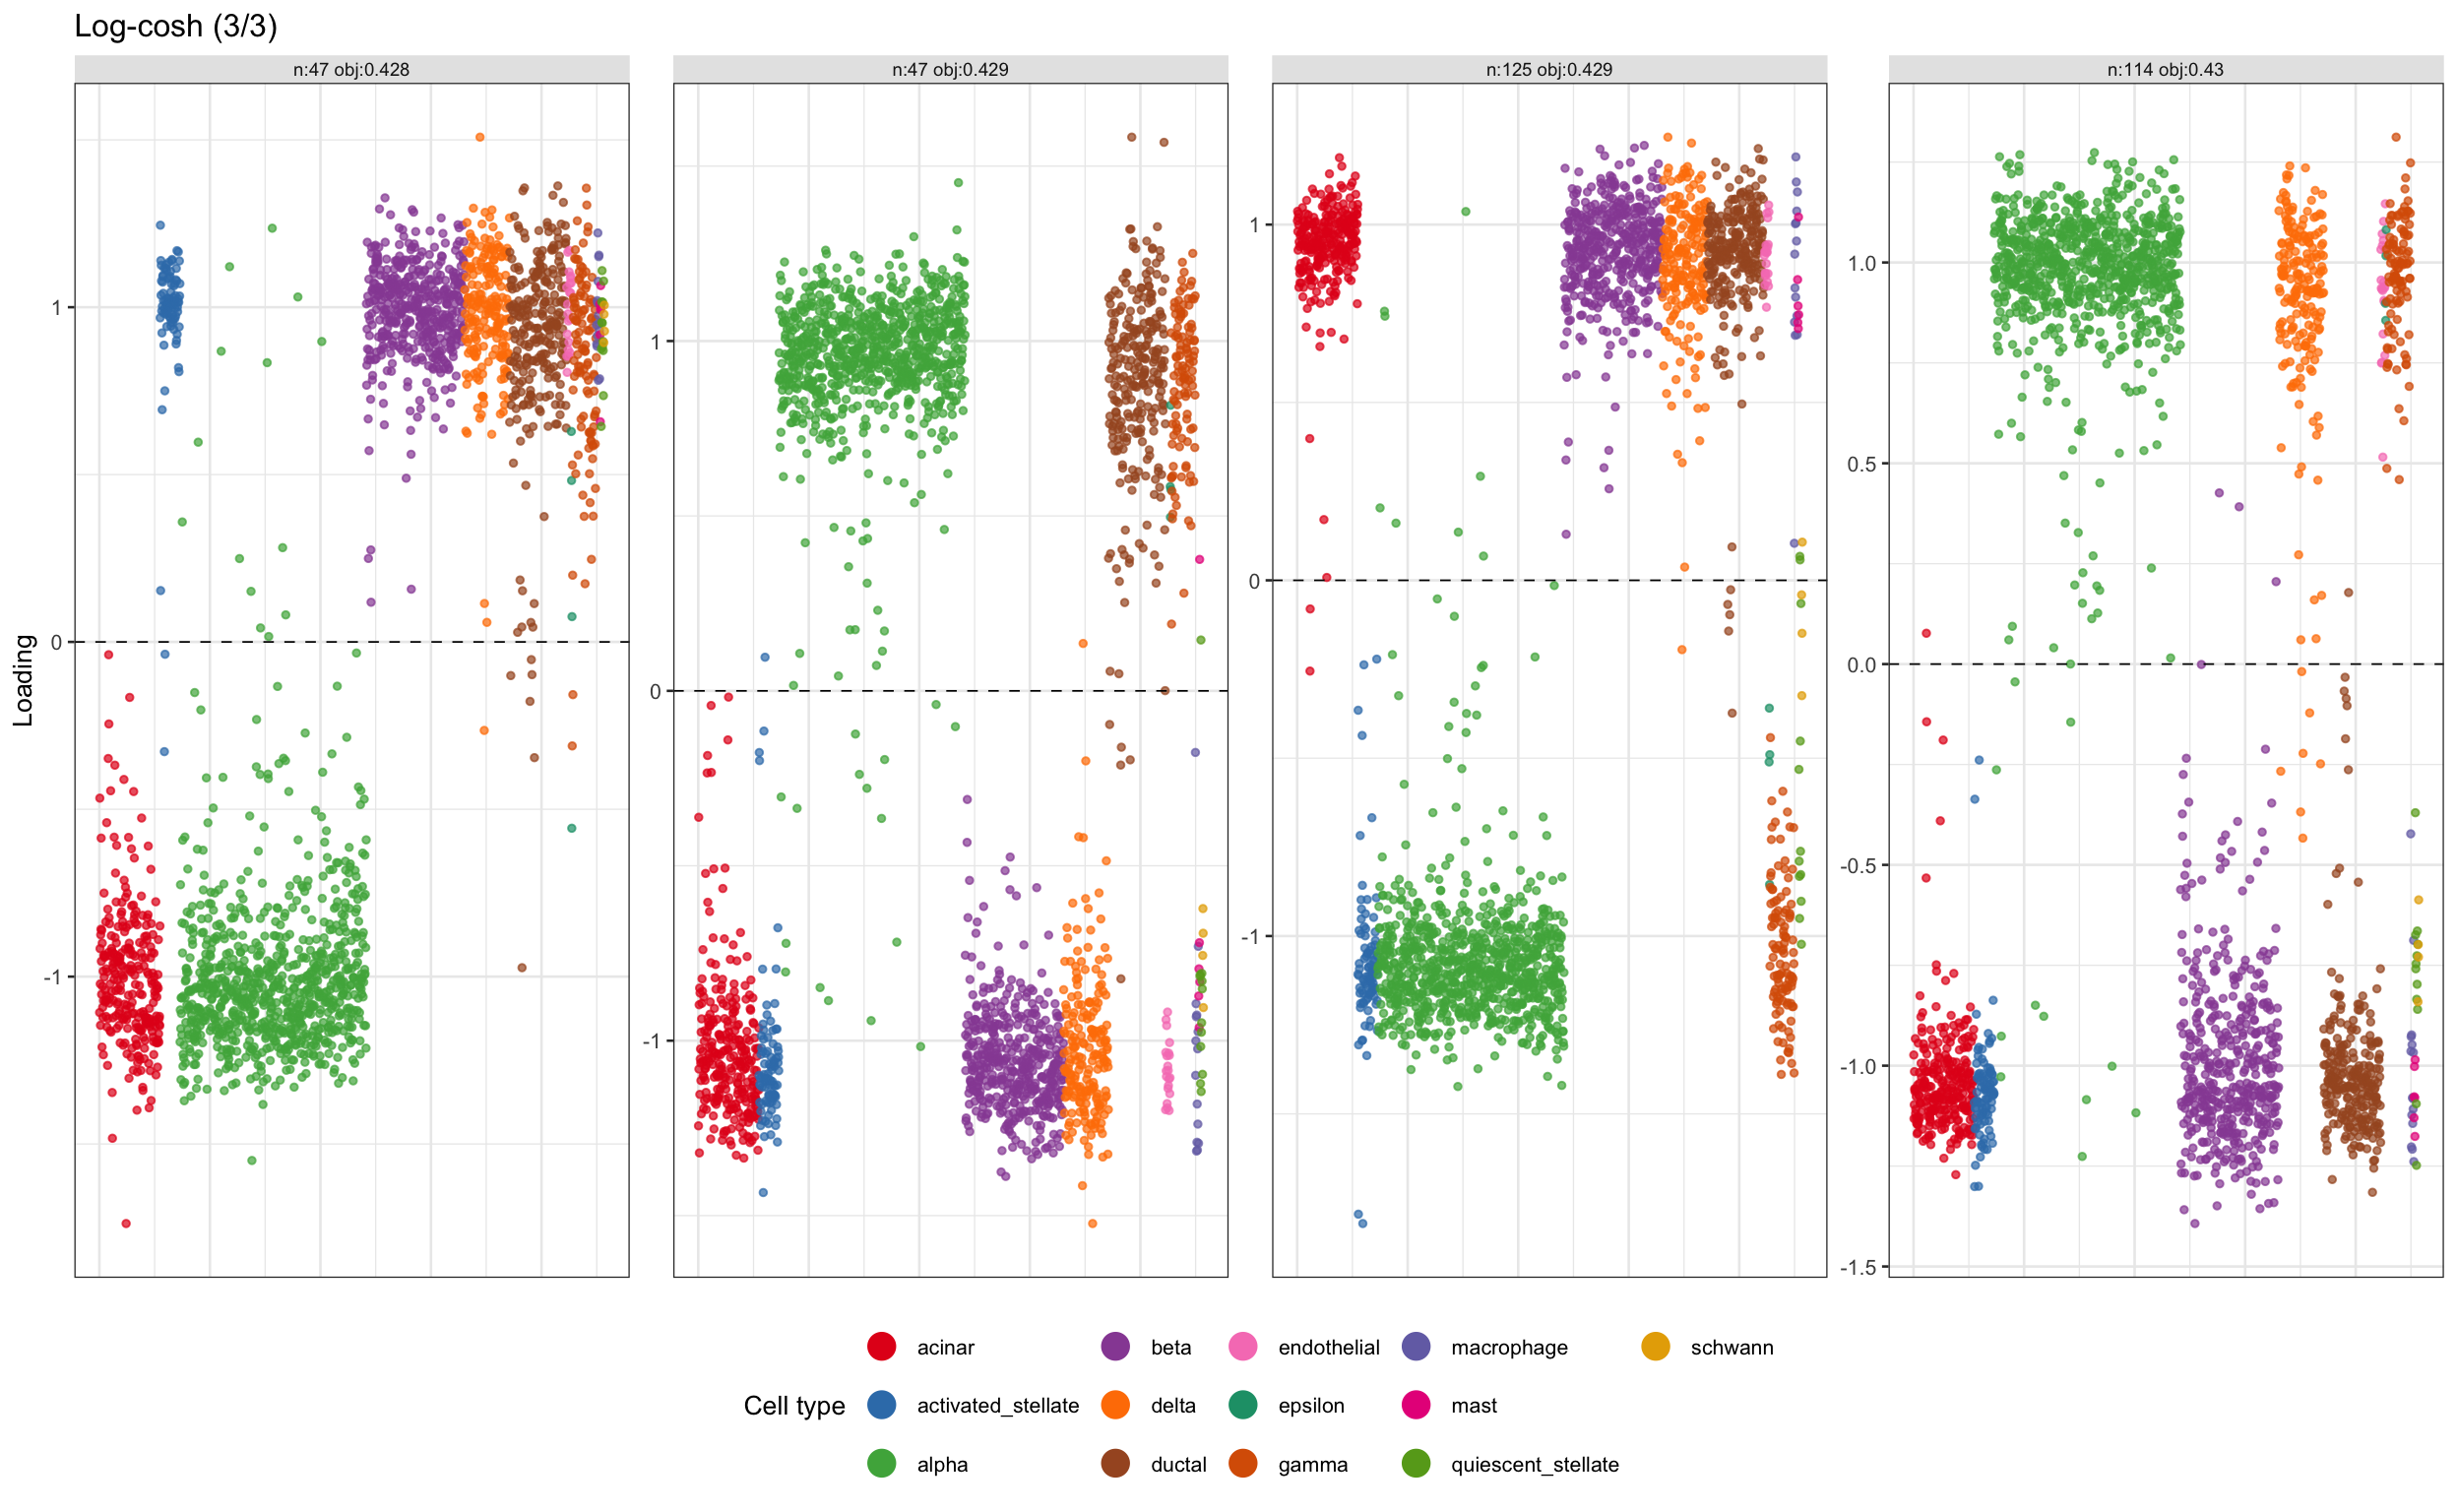 Log-cosh (3/3)
n:47 obj:0.428
n:47 obj:0.429
n:125 obj:0.429
n:114 obj:0.43
Loading
1
0
-1
1
0
-1
1
0
-1
1.0
0.5
0.0
-0.5
-1.0
-1.5
Cell type
acinar
activated_stellate
alpha
beta
delta
ductal
endothelial
epsilon
gamma
macrophage
mast
quiescent_stellate
schwann